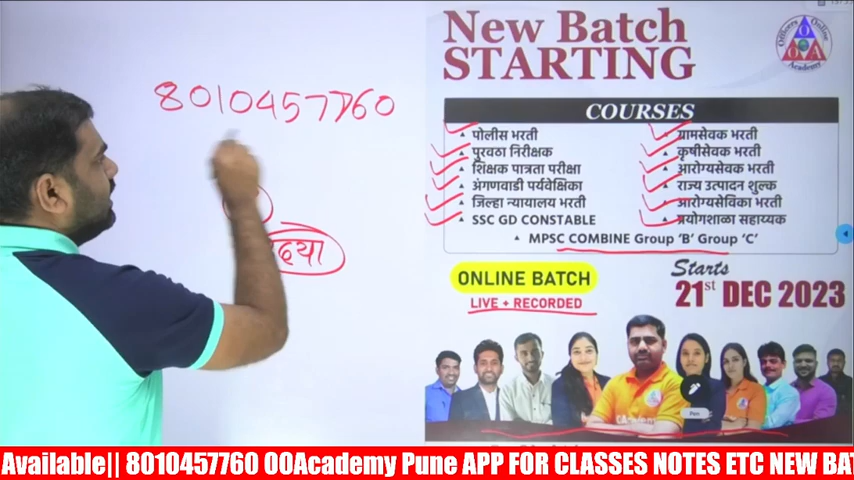 New Batch
STARTING
Officers Online
Academy
O
O A
COURSES
पोलीस भरती
पुरवठा निरीक्षक
शिक्षक पात्रता परीक्षा
अंगणवाडी पर्यवेक्षिका
जिल्हा न्यायालय भरती
SSC GD CONSTABLE
ग्रामसेवक भरती
कृषीसेवक भरती
आरोग्यसेवक भरती
राज्य उत्पादन शुल्क
आरोग्यसेविका भरती
प्रयोगशाळा सहाय्यक
MPSC COMBINE Group 'B' Group 'C'
ONLINE BATCH
LIVE + RECORDED
Starts
21st DEC 2023
8010457760
Available|| 8010457760 OOAcademy Pune APP FOR CLASSES NOTES ETC NEW BAT